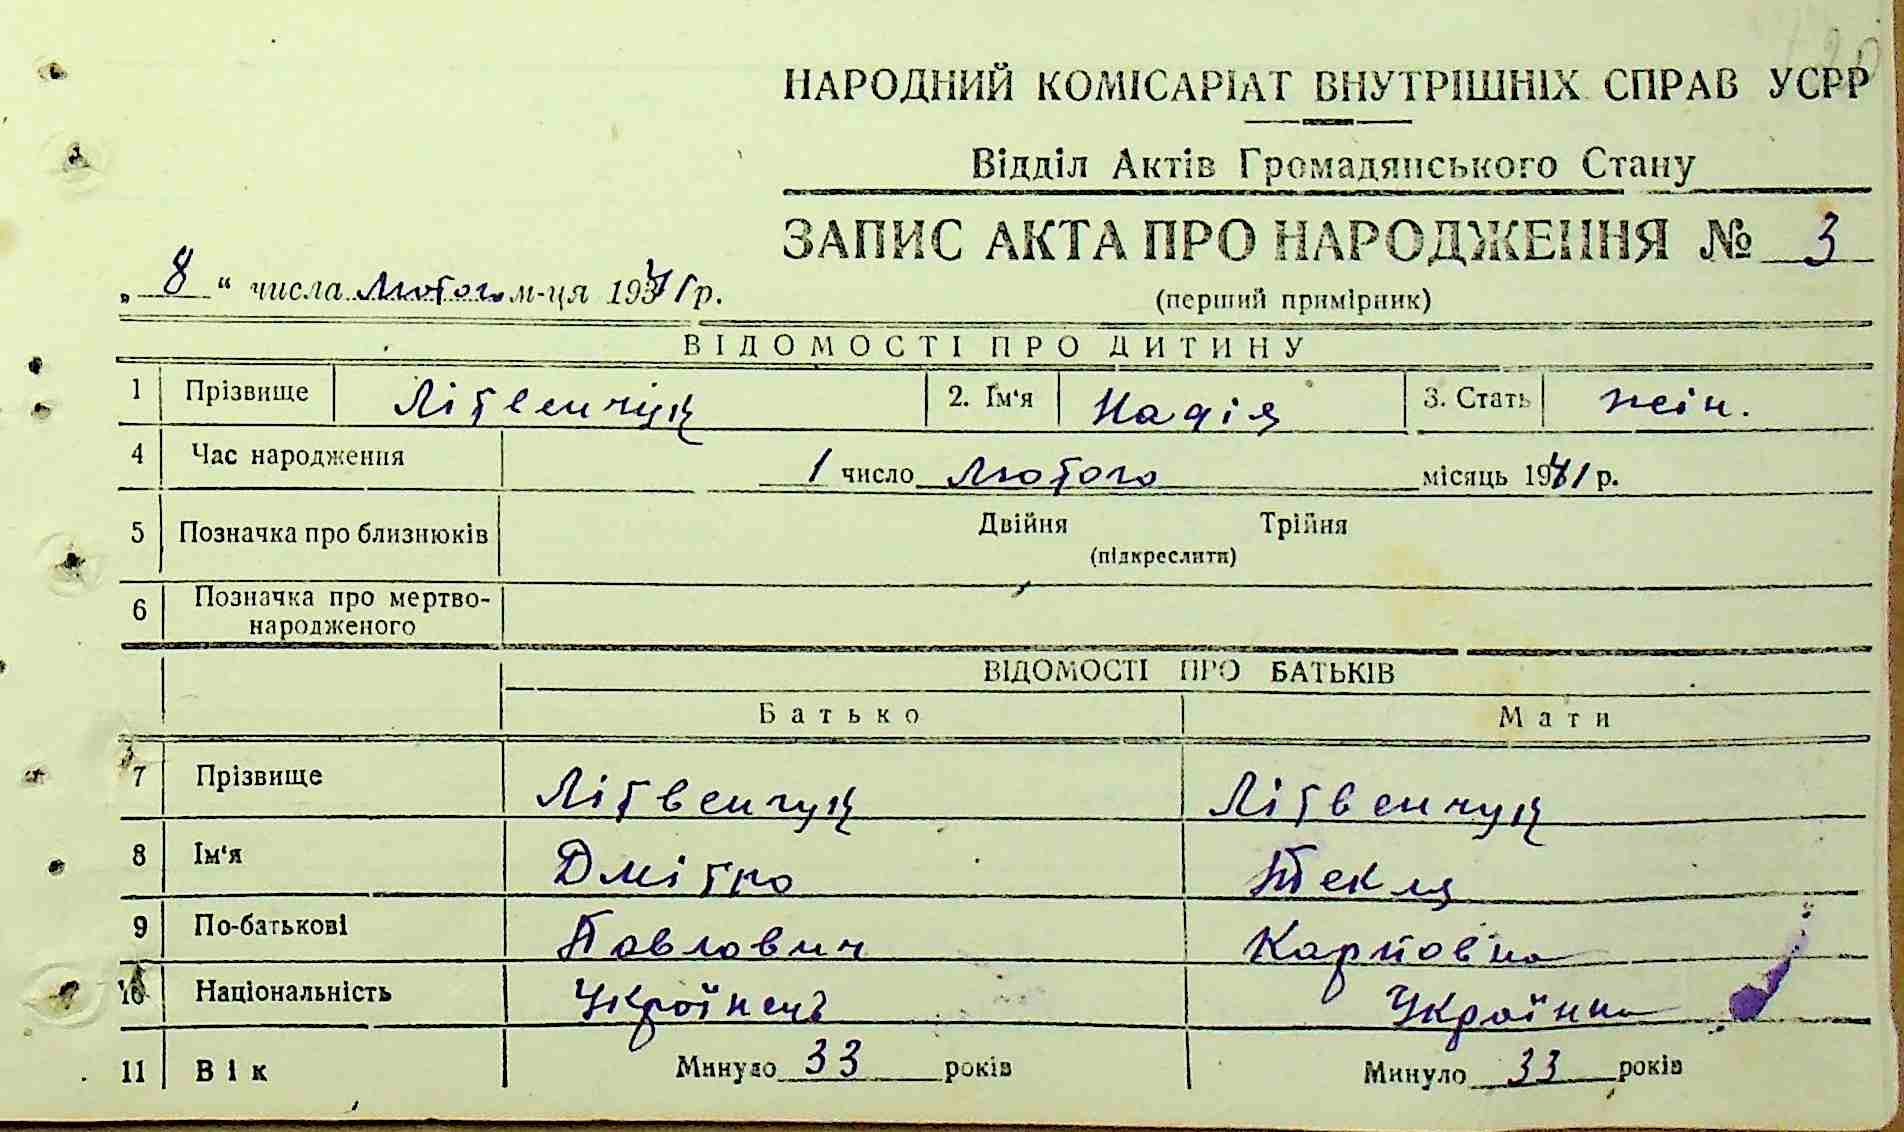 НАРОДНИЙ КОМІСАРІАТ ВНУТРІШНІХ СПРАВ УСРР
Відділ Актів Громадянського Стану
ЗАПИС АКТА ПРО НАРОДЖЕННЯ № 3
(перший примірник)
„ 8 “ числа Лютого м-ця 1941 р.
ВІДОМОСТІ ПРО ДИТИНУ
1 Прізвище Літвенчук 2. Ім'я Надія 3. Стать жін.
4 Час народження 1 число Лютого місяць 1941 р.
5 Позначка про близнюків Двійня Трійня
(підкреслити)
6 Позначка про мертво-
народженого
ВІДОМОСТІ ПРО БАТЬКІВ
Батько Мати
7 Прізвище Літвенчук Літвенчук
8 Ім'я Дмітро Текля
9 По-батькові Павлович Карповна
10 Національність Українець Українка
11 Вік Минуло 33 років Минуло 33 років